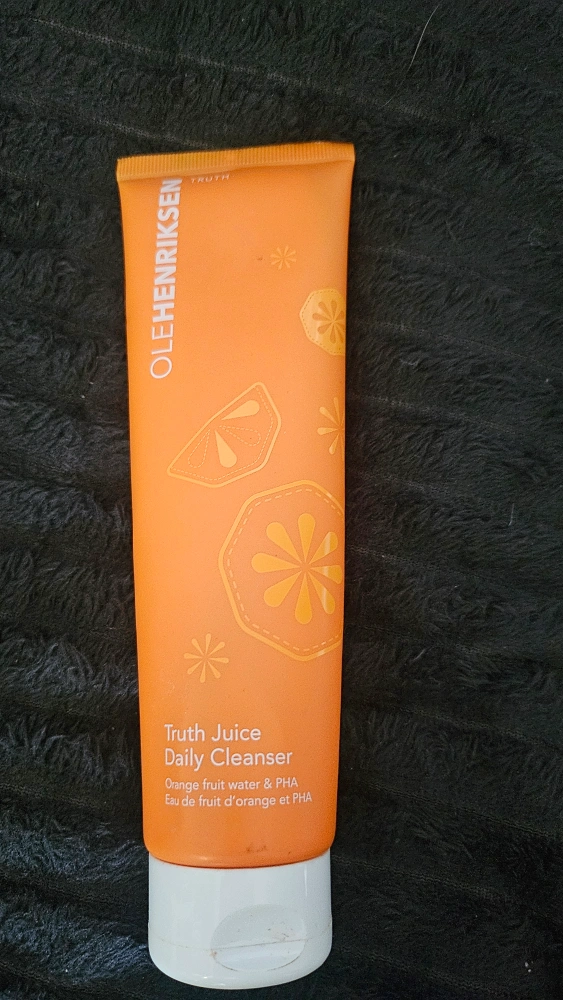 TRUTH
OLEHENRIKSEN
Truth Juice
Daily Cleanser
Orange fruit water & PHA
Eau de fruit d'orange et PHA